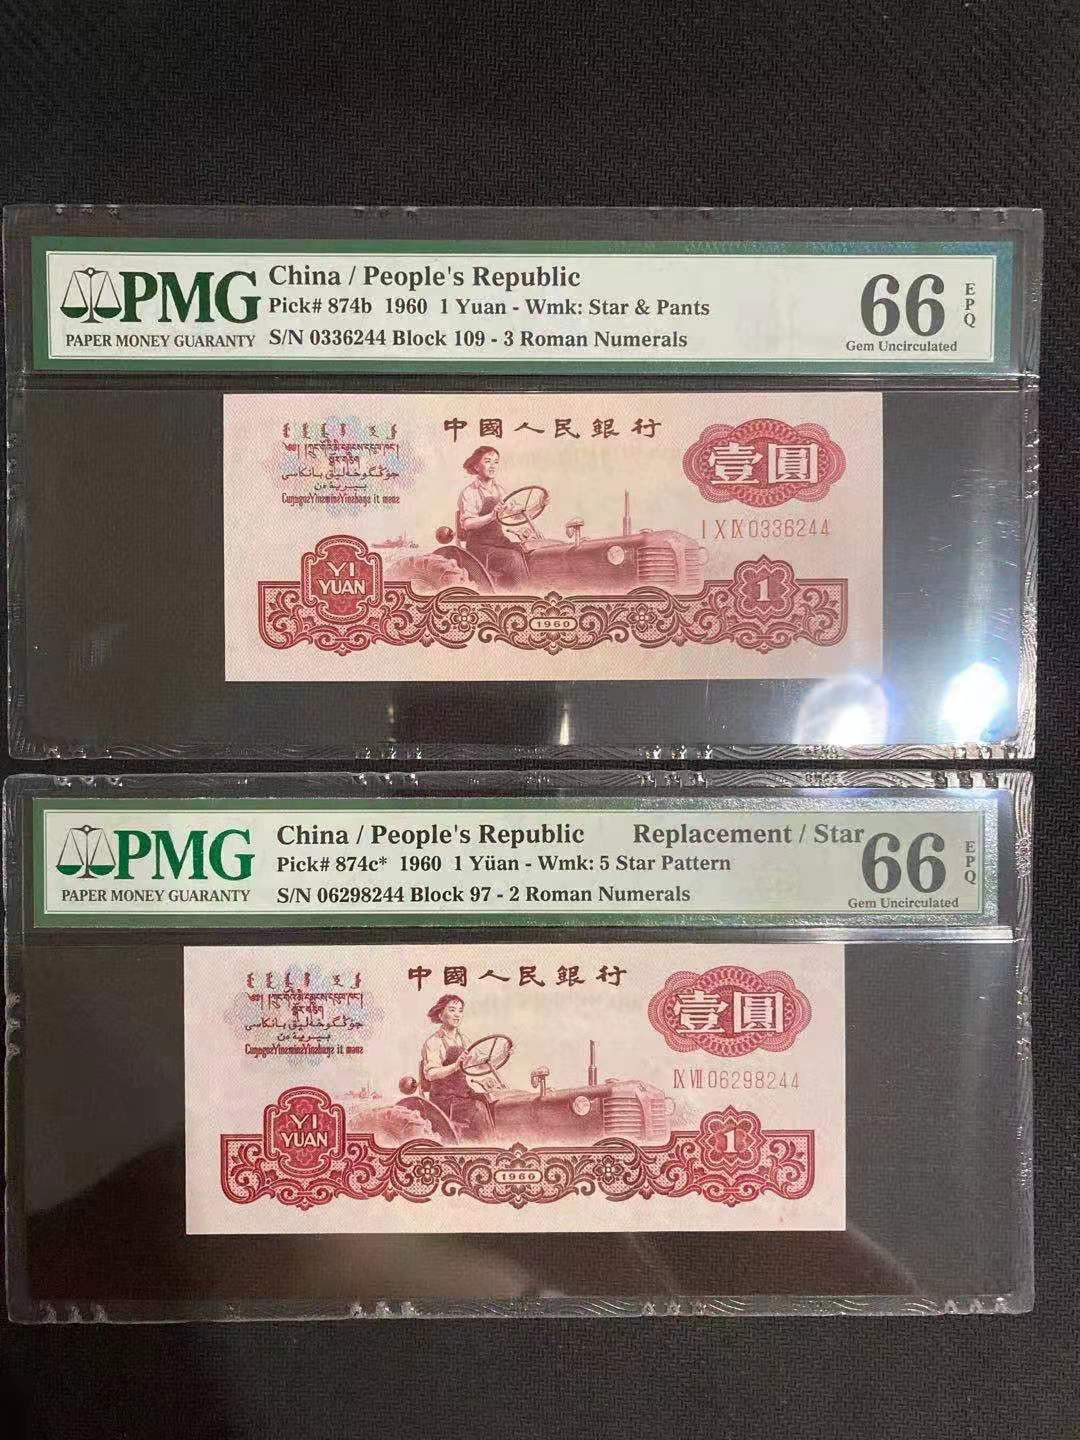 PMG
PAPER MONEY GUARANTY
China / People's Republic
Pick# 874b 1960 1 Yuan - Wmk: Star & Pants
S/N 0336244 Block 109 - 3 Roman Numerals
66
EPQ
Gem Uncirculated
中國人民銀行
壹圓
I X IX 0336244
YI
YUAN
1
1960
PMG
PAPER MONEY GUARANTY
China / People's Republic Replacement / Star
Pick# 874c* 1960 1 Yüan - Wmk: 5 Star Pattern
S/N 06298244 Block 97 - 2 Roman Numerals
66
EPQ
Gem Uncirculated
中國人民銀行
壹圓
IX VII 06298244
YI
YUAN
1
1960